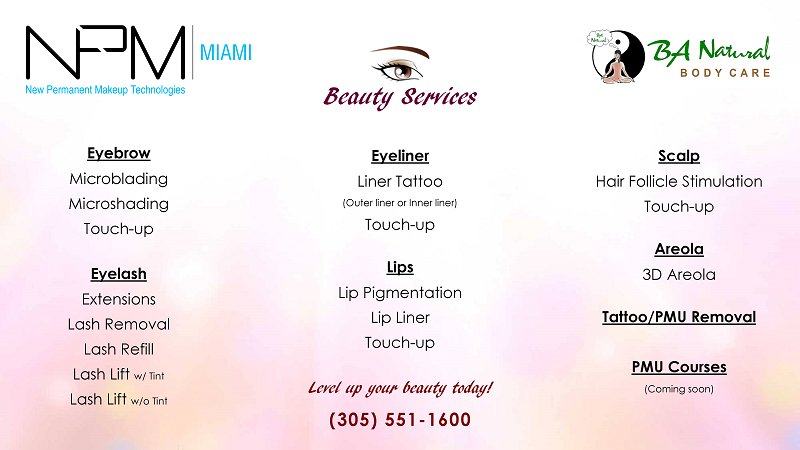 NPM MIAMI
New Permanent Makeup Technologies
Beauty Services
BA Natural
BA Natural
BODY CARE
Eyebrow
Microblading
Microshading
Touch-up
Eyelash
Extensions
Lash Removal
Lash Refill
Lash Lift w/ Tint
Lash Lift w/o Tint
Eyeliner
Liner Tattoo
(Outer liner or Inner liner)
Touch-up
Lips
Lip Pigmentation
Lip Liner
Touch-up
Level up your beauty today!
(305) 551-1600
Scalp
Hair Follicle Stimulation
Touch-up
Areola
3D Areola
Tattoo/PMU Removal
PMU Courses
(Coming soon)